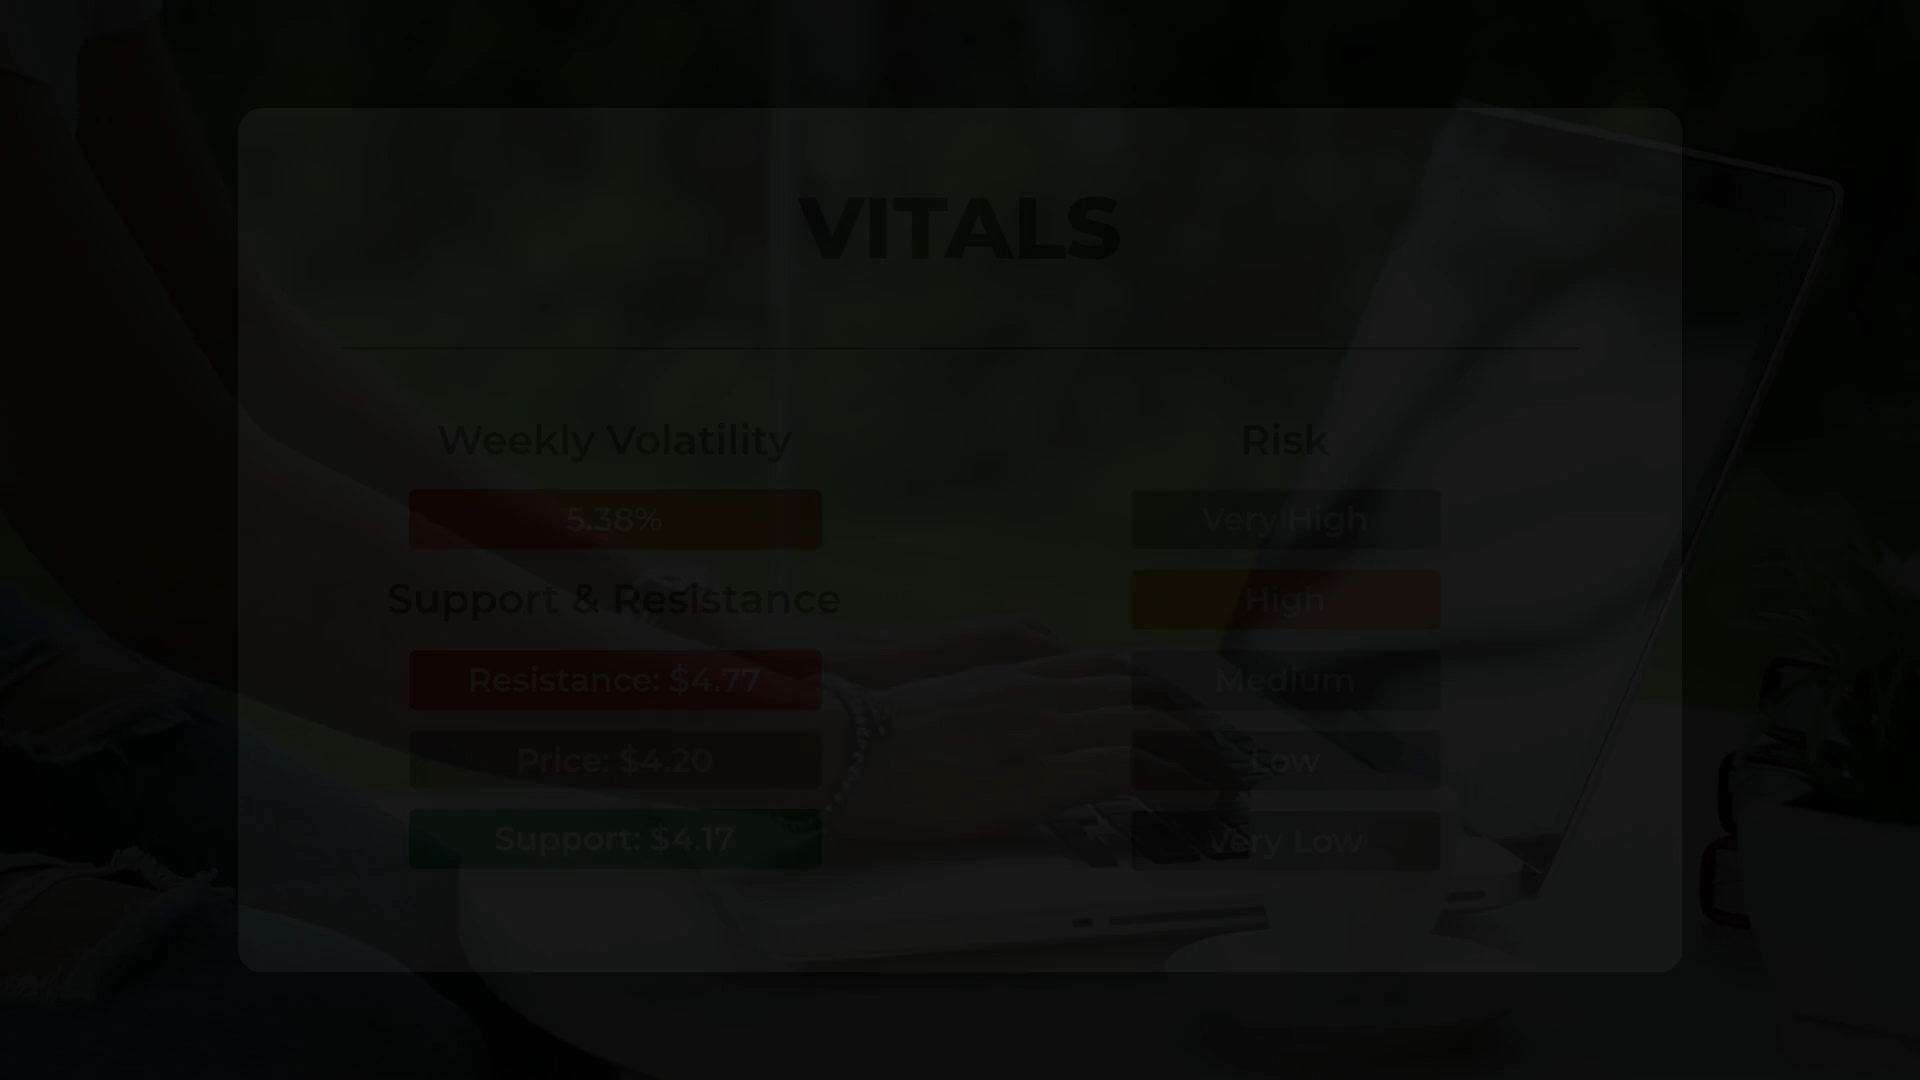 VITALS
Weekly Volatility
5.38%
Support & Resistance
Resistance: $4.77
Price: $4.20
Support: $4.17
Risk
Very High
High
Medium
Low
Very Low